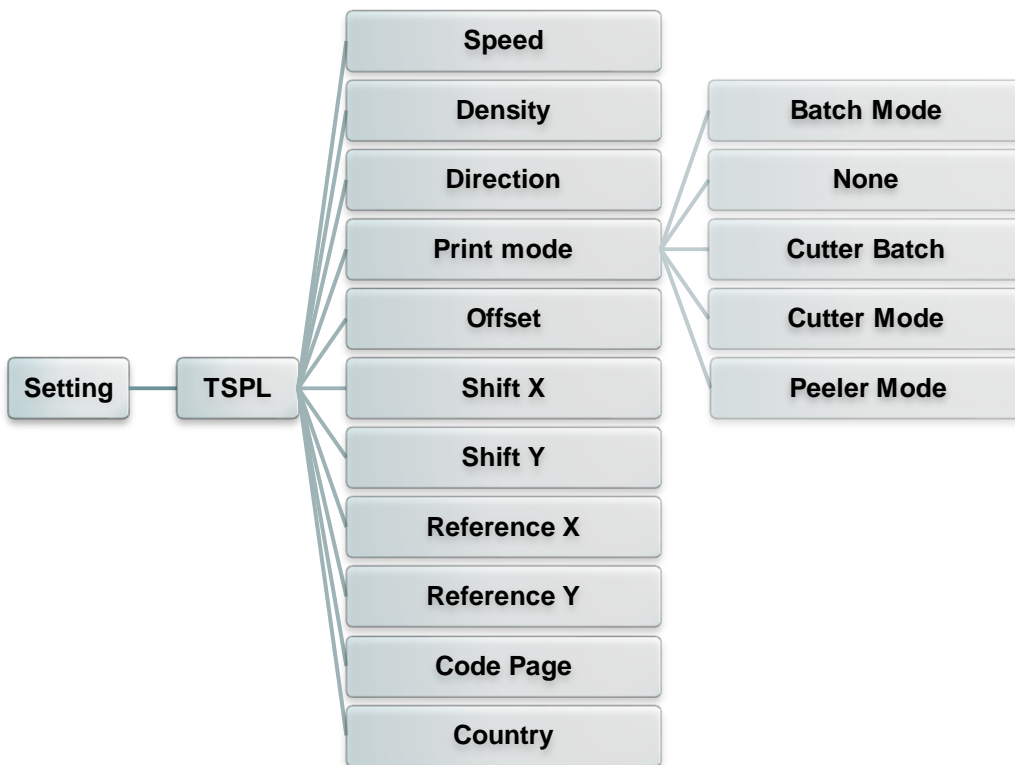 Setting
TSPL
Speed
Density
Direction
Print mode
Offset
Shift X
Shift Y
Reference X
Reference Y
Code Page
Country
Batch Mode
None
Cutter Batch
Cutter Mode
Peeler Mode